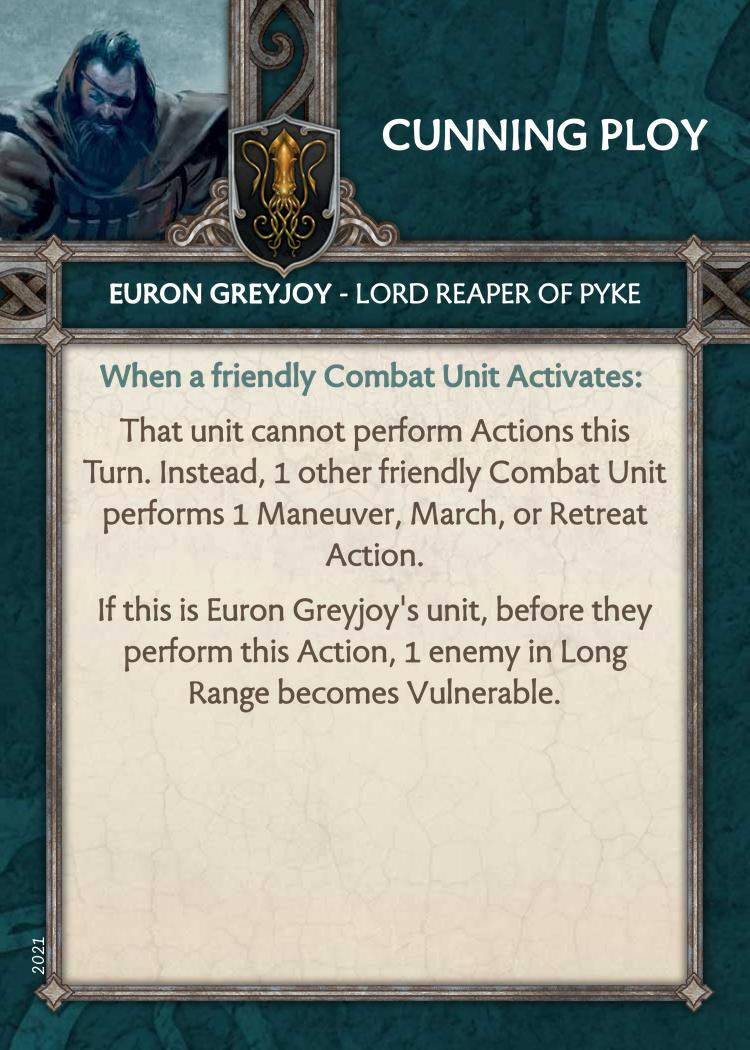 CUNNING PLOY
EURON GREYJOY - LORD REAPER OF PYKE
When a friendly Combat Unit Activates:
That unit cannot perform Actions this
Turn. Instead, 1 other friendly Combat Unit
performs 1 Maneuver, March, or Retreat
Action.
If this is Euron Greyjoy's unit, before they
perform this Action, 1 enemy in Long
Range becomes Vulnerable.
2021